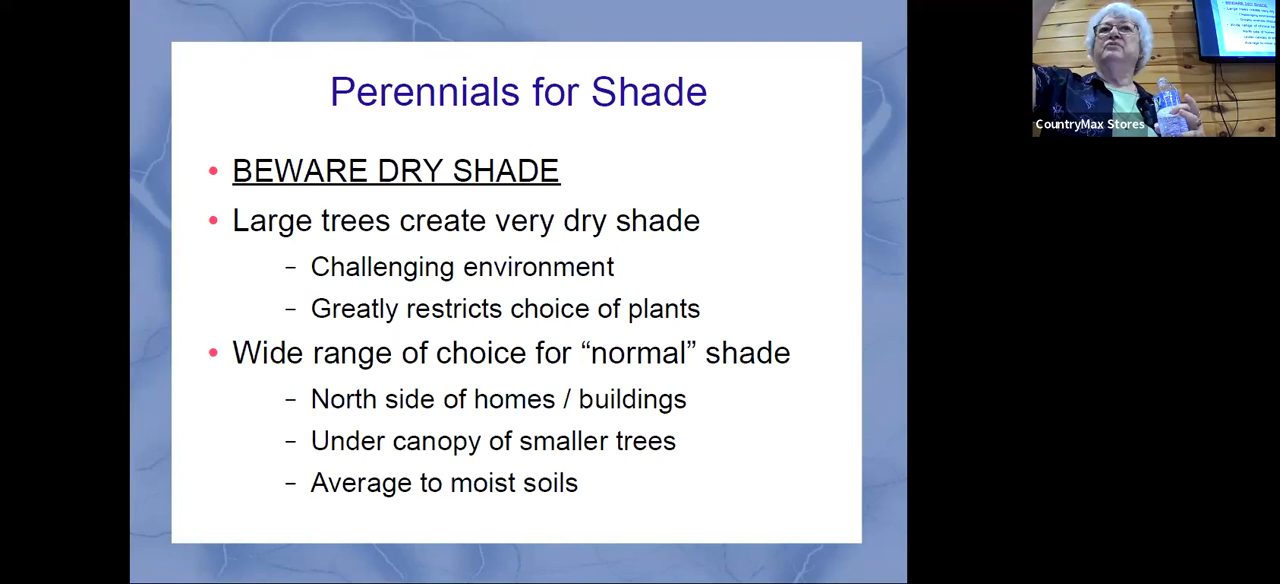 Perennials for Shade
• BEWARE DRY SHADE
• Large trees create very dry shade
– Challenging environment
– Greatly restricts choice of plants
• Wide range of choice for “normal” shade
– North side of homes / buildings
– Under canopy of smaller trees
– Average to moist soils
CountryMax Stores